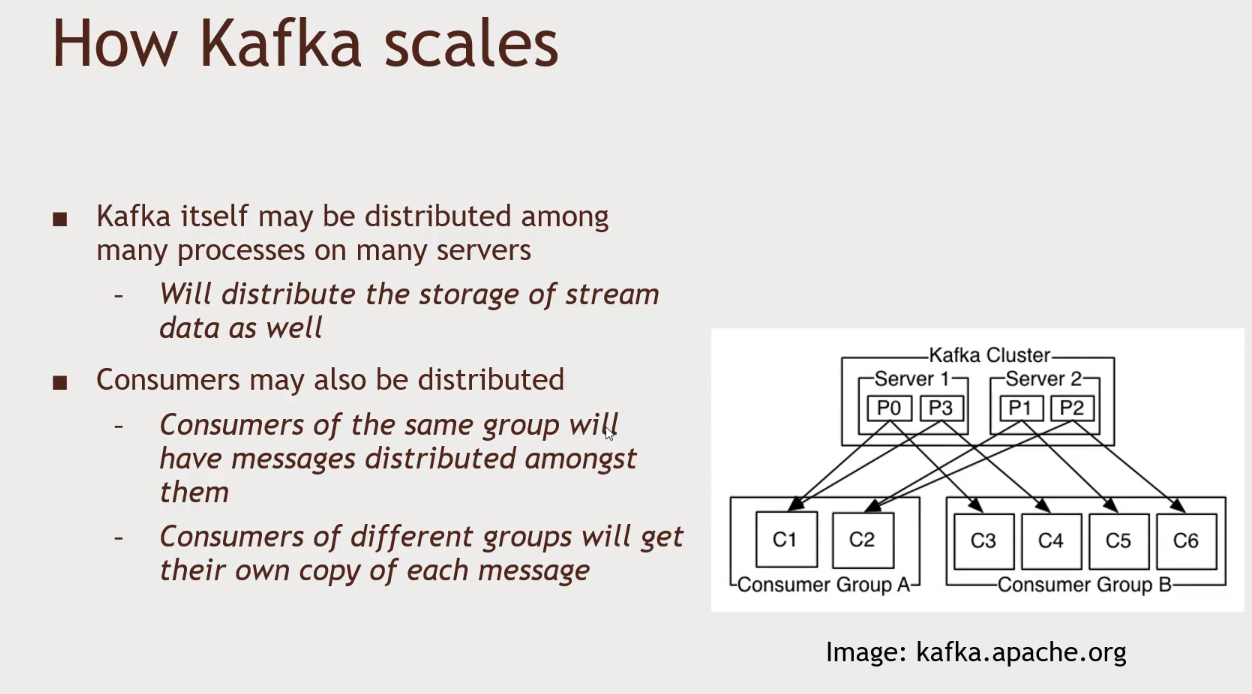 How Kafka scales
■ Kafka itself may be distributed among
many processes on many servers
– Will distribute the storage of stream
data as well
■ Consumers may also be distributed
– Consumers of the same group will
have messages distributed amongst
them
– Consumers of different groups will get
their own copy of each message
Kafka Cluster
Server 1 Server 2
P0 P3 P1 P2
C1 C2 C3 C4 C5 C6
Consumer Group A Consumer Group B
Image: kafka.apache.org